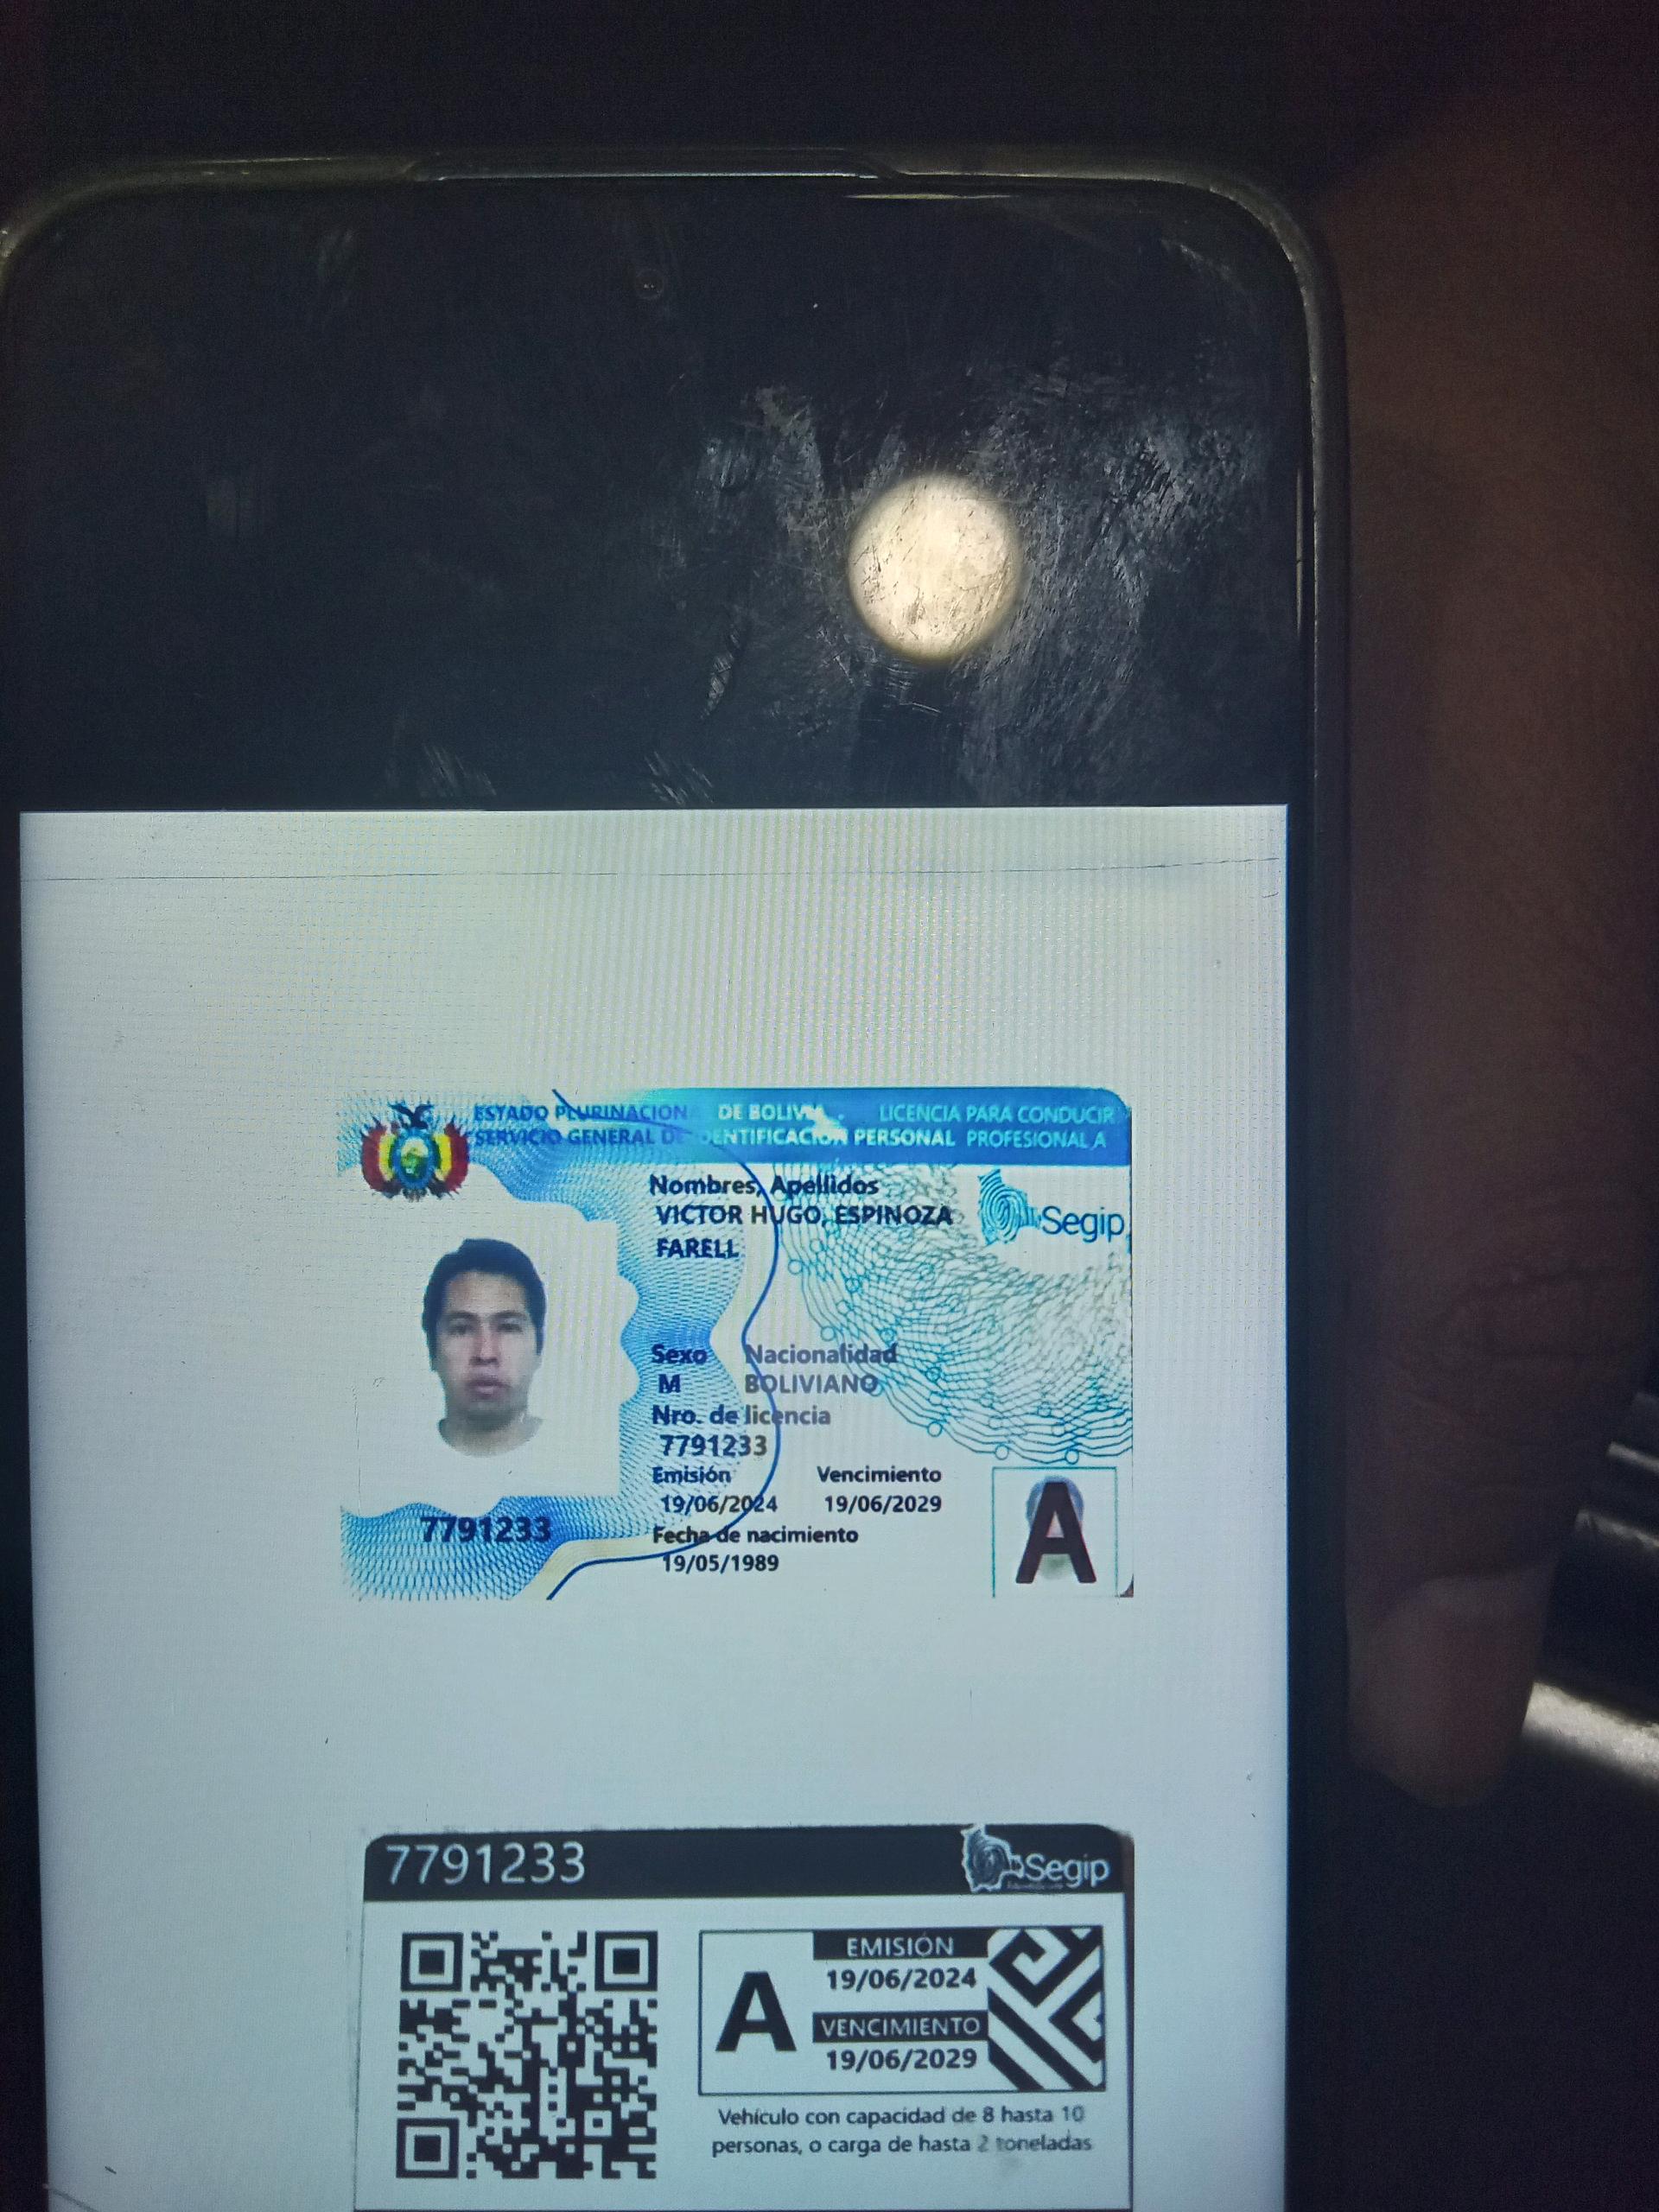 ESTADO PLURINACION DE BOLIVIA LICENCIA PARA CONDUCIR
SERVICIO GENERAL DE IDENTIFICACIÓN PERSONAL PROFESIONAL A
Segip
Nombres, Apellidos
VICTOR HUGO, ESPINOZA
FARELL
Sexo Nacionalidad
M BOLIVIANO
Nro. de licencia
7791233
Emisión Vencimiento
19/06/2024 19/06/2029
Fecha de nacimiento
19/05/1989
7791233
A
7791233
Segip
A
EMISIÓN
19/06/2024
VENCIMIENTO
19/06/2029
Vehículo con capacidad de 8 hasta 10
personas, o carga de hasta 2 toneladas